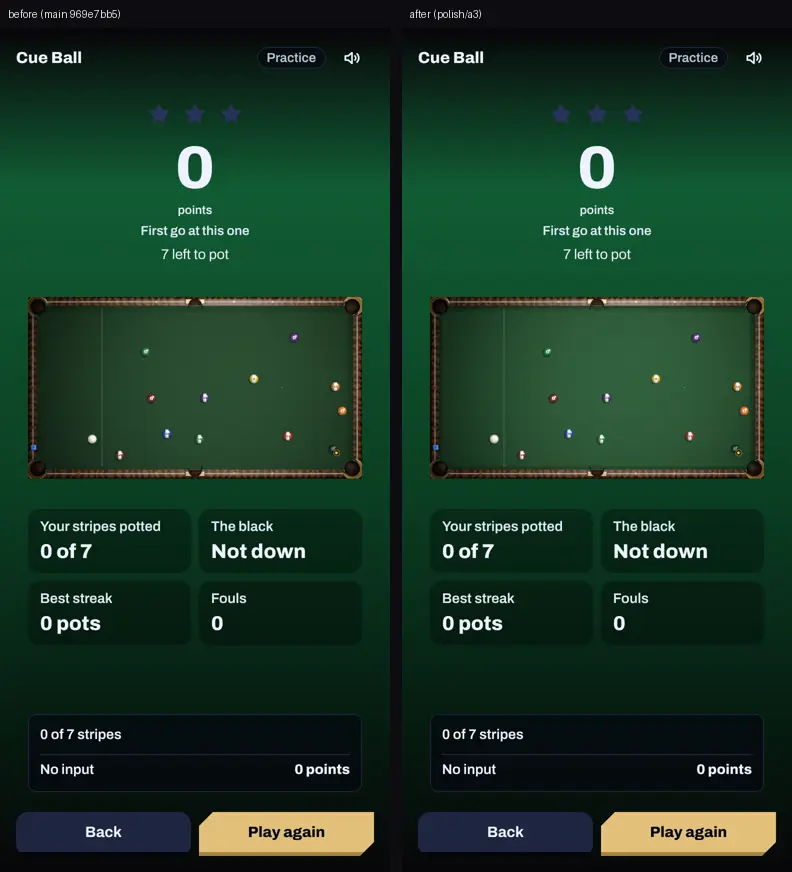 before (main 969e7bb5)
Cue Ball
Practice
0
points
First go at this one
7 left to pot
Your stripes potted
0 of 7
The black
Not down
Best streak
0 pots
Fouls
0
0 of 7 stripes
No input 0 points
Back
Play again
after (polish/a3)
Cue Ball
Practice
0
points
First go at this one
7 left to pot
Your stripes potted
0 of 7
The black
Not down
Best streak
0 pots
Fouls
0
0 of 7 stripes
No input 0 points
Back
Play again